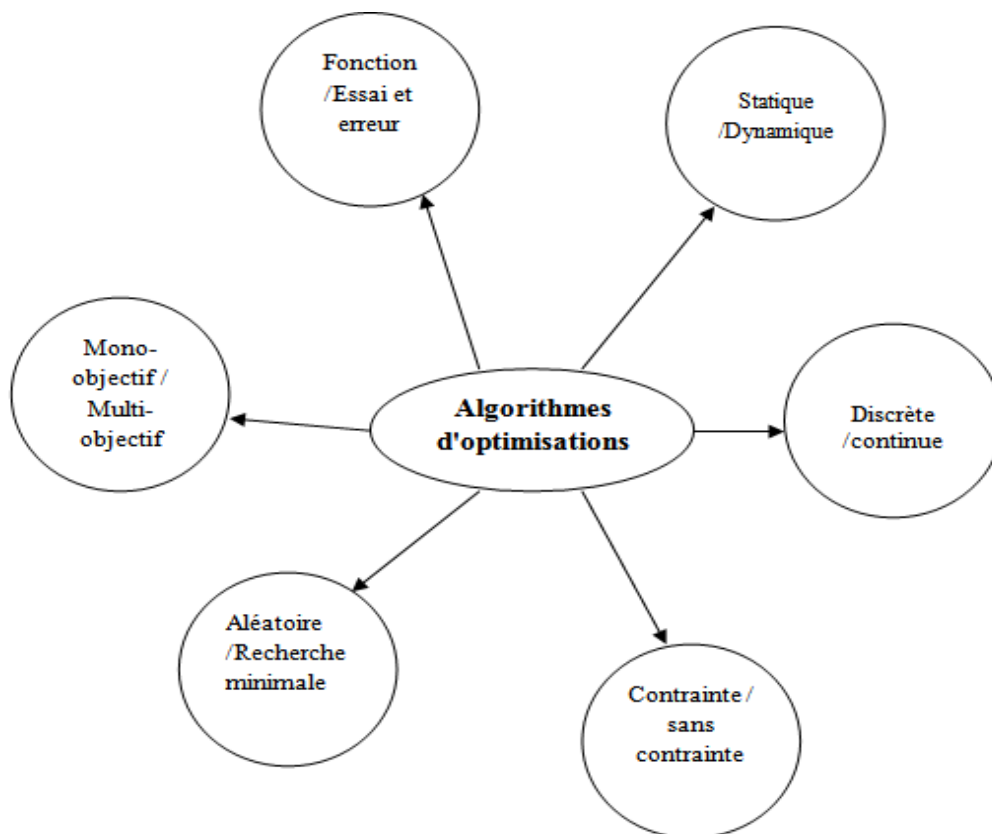 Fonction
/Essai et
erreur
Statique
/Dynamique
Mono-
objectif /
Multi-
objectif
Algorithmes
d'optimisations
Discrète
/continue
Aléatoire
/Recherche
minimale
Contrainte /
sans
contrainte